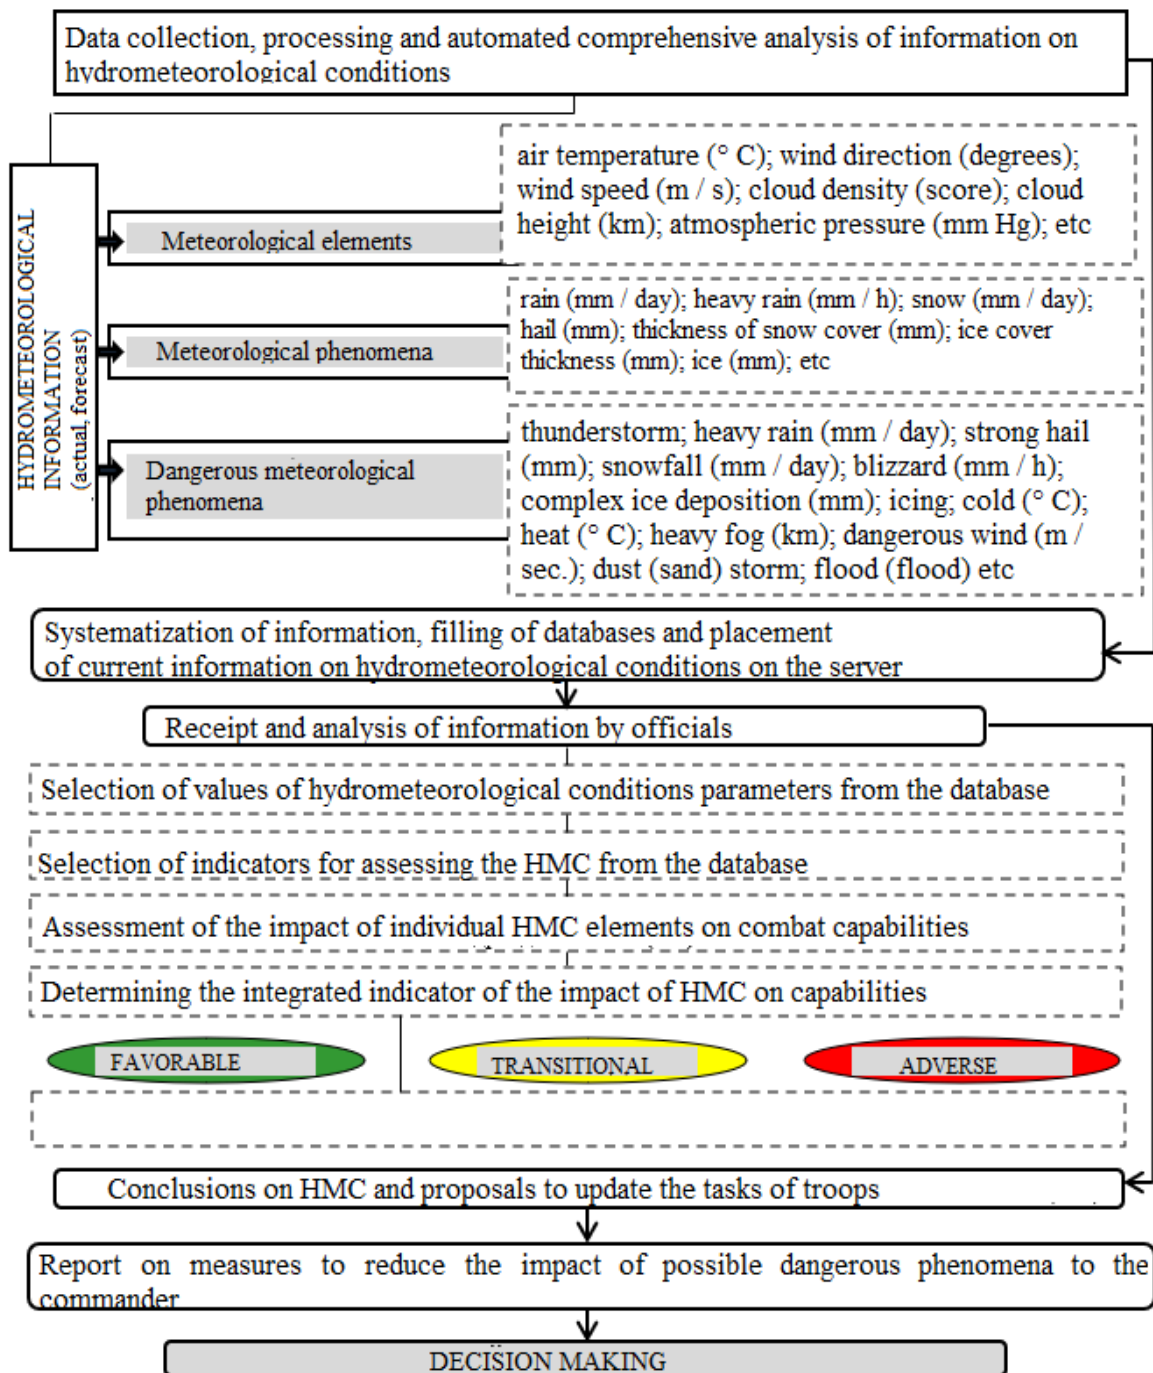 Data collection, processing and automated comprehensive analysis of information on
hydrometeorological conditions
HYDROMETEOROLOGICAL
INFORMATION
(actual, forecast)
Meteorological elements
air temperature (° C); wind direction (degrees);
wind speed (m / s); cloud density (score); cloud
height (km); atmospheric pressure (mm Hg); etc
Meteorological phenomena
rain (mm / day); heavy rain (mm / h); snow (mm / day);
hail (mm); thickness of snow cover (mm); ice cover
thickness (mm); ice (mm); etc
Dangerous meteorological
phenomena
thunderstorm; heavy rain (mm / day); strong hail
(mm); snowfall (mm / day); blizzard (mm / h);
complex ice deposition (mm); icing; cold (° C);
heat (° C); heavy fog (km); dangerous wind (m /
sec.); dust (sand) storm; flood (flood) etc
Systematization of information, filling of databases and placement
of current information on hydrometeorological conditions on the server
Receipt and analysis of information by officials
Selection of values of hydrometeorological conditions parameters from the database
Selection of indicators for assessing the HMC from the database
Assessment of the impact of individual HMC elements on combat capabilities
Determining the integrated indicator of the impact of HMC on capabilities
FAVORABLE
TRANSITIONAL
ADVERSE
Conclusions on HMC and proposals to update the tasks of troops
Report on measures to reduce the impact of possible dangerous phenomena to the
commander
DECISION MAKING